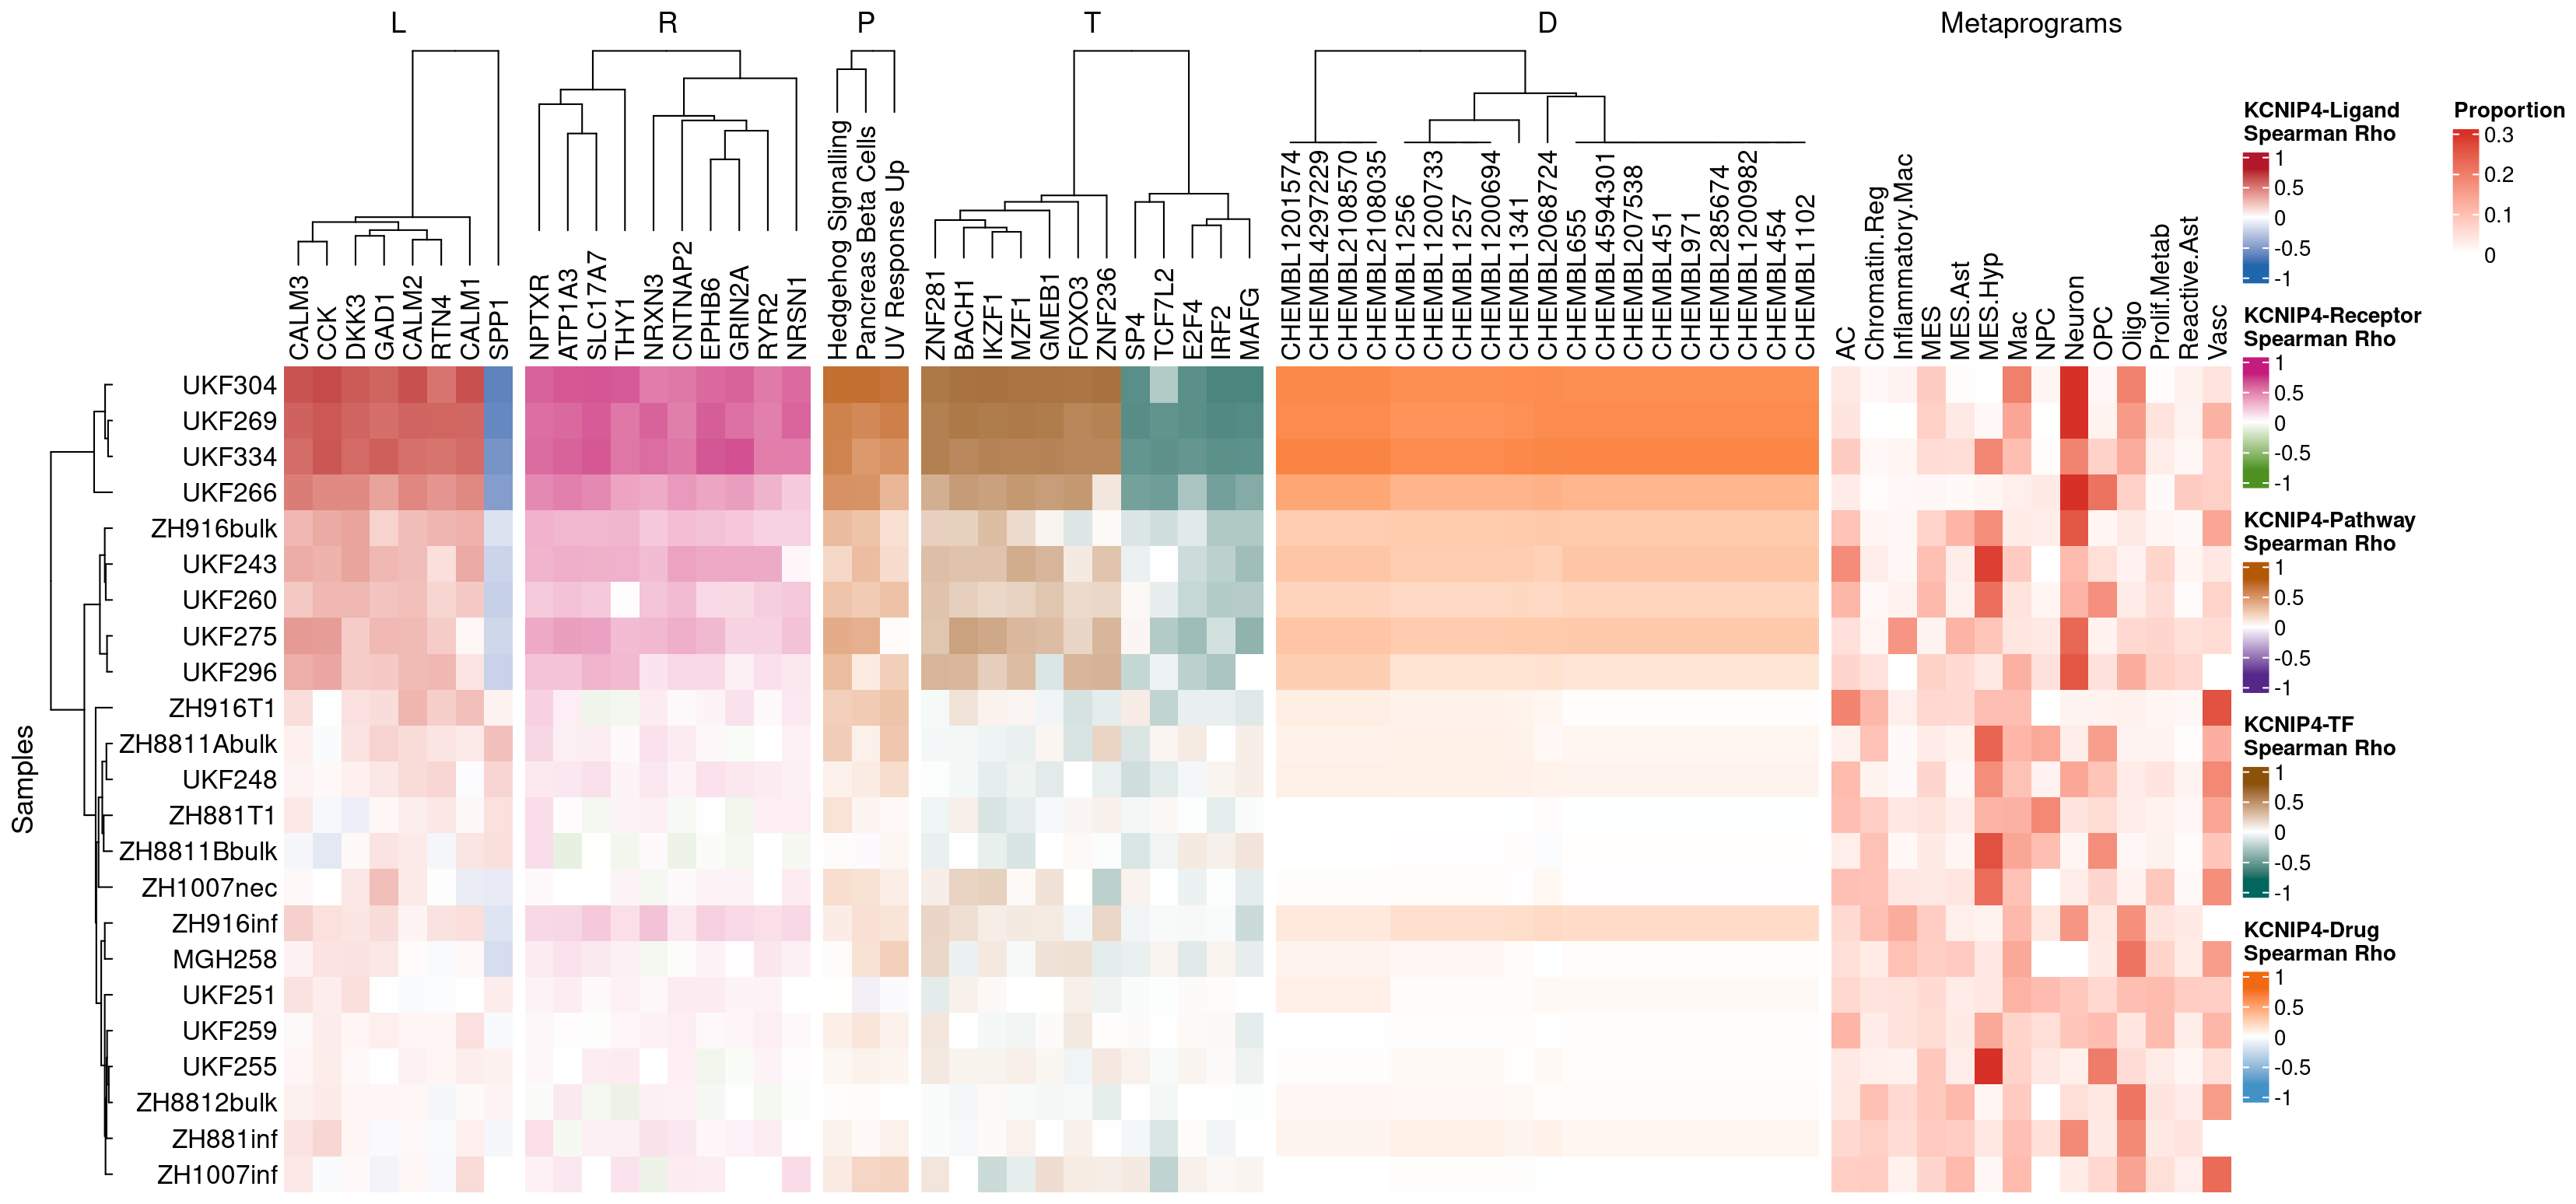 L
R
P
T
D
Metaprograms
CALM3
CCK
DKK3
GAD1
CALM2
RTN4
CALM1
SPP1
NPTXR
ATP1A3
SLC17A7
THY1
NRXN3
CNTNAP2
EPHB6
GRIN2A
RYR2
NRSN1
Hedgehog Signalling
Pancreas Beta Cells
UV Response Up
ZNF281
BACH1
IKZF1
MZF1
GMEB1
FOXO3
ZNF236
SP4
TCF7L2
E2F4
IRF2
MAFG
CHEMBL1201574
CHEMBL4297229
CHEMBL2108570
CHEMBL2108035
CHEMBL1256
CHEMBL1200733
CHEMBL1257
CHEMBL1200694
CHEMBL1341
CHEMBL2068724
CHEMBL655
CHEMBL4594301
CHEMBL207538
CHEMBL451
CHEMBL971
CHEMBL285674
CHEMBL1200982
CHEMBL454
CHEMBL1102
AC
Chromatin.Reg
Inflammatory.Mac
MES
MES.Ast
MES.Hyp
Mac
NPC
Neuron
OPC
Oligo
Prolif.Metab
Reactive.Ast
Vasc
Samples
UKF304
UKF269
UKF334
UKF266
ZH916bulk
UKF243
UKF260
UKF275
UKF296
ZH916T1
ZH8811Abulk
UKF248
ZH881T1
ZH8811Bbulk
ZH1007nec
ZH916inf
MGH258
UKF251
UKF259
UKF255
ZH8812bulk
ZH881inf
ZH1007inf
KCNIP4-Ligand
Spearman Rho
1
0.5
0
-0.5
-1
KCNIP4-Receptor
Spearman Rho
1
0.5
0
-0.5
-1
KCNIP4-Pathway
Spearman Rho
1
0.5
0
-0.5
-1
KCNIP4-TF
Spearman Rho
1
0.5
0
-0.5
-1
KCNIP4-Drug
Spearman Rho
1
0.5
0
-0.5
-1
Proportion
0.3
0.2
0.1
0